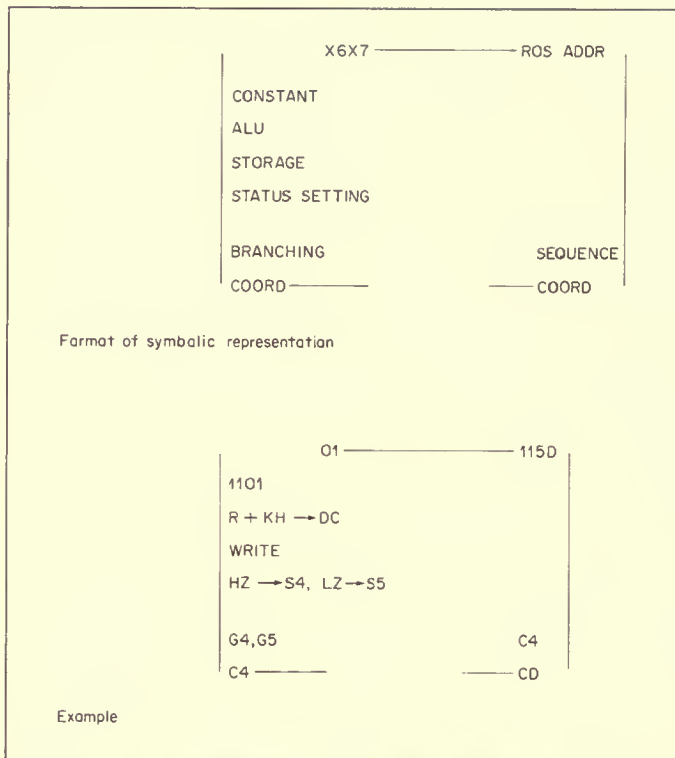 X6X7 ROS ADDR
CONSTANT
ALU
STORAGE
STATUS SETTING
BRANCHING SEQUENCE
COORD COORD
Format of symbolic representation
01 115D
1101
R + KH → DC
WRITE
HZ → S4, LZ → S5
G4,G5 C4
C4 CD
Example